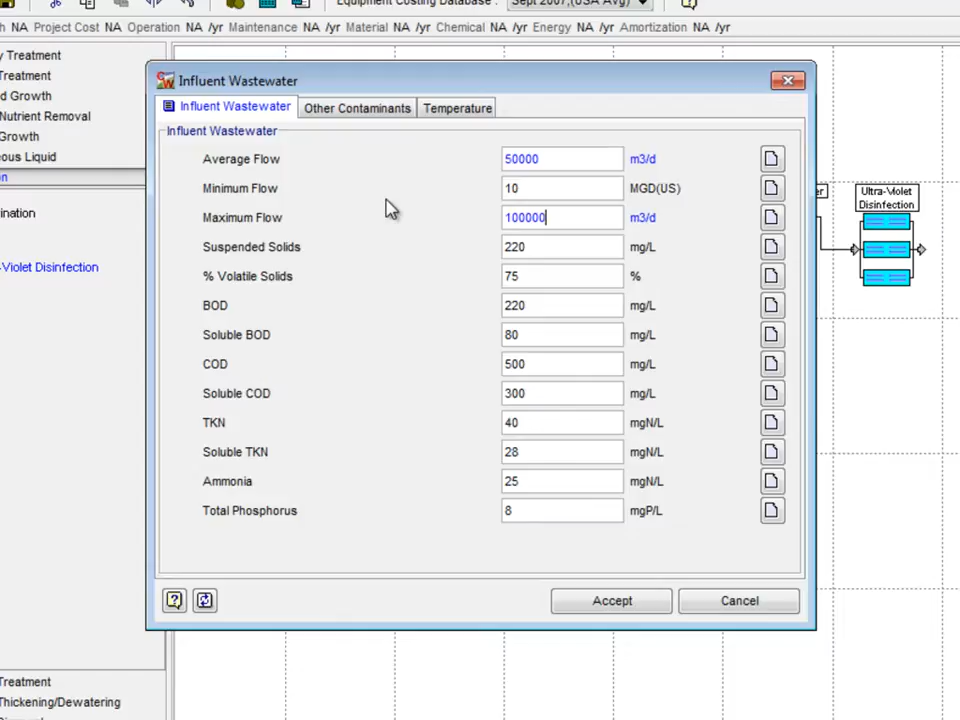 Equipment Costing Database : Sept 2007,(USA Avg)
h NA Project Cost NA Operation NA /yr Maintenance NA /yr Material NA /yr Chemical NA /yr Energy NA /yr Amortization NA /yr
y Treatment
Treatment
d Growth
Nutrient Removal
Growth
eous Liquid
n
ination
-Violet Disinfection
Treatment
Thickening/Dewatering
Influent Wastewater
Influent Wastewater Other Contaminants Temperature
Influent Wastewater
Average Flow 50000 m3/d
Minimum Flow 10 MGD(US)
Maximum Flow 100000 m3/d
Suspended Solids 220 mg/L
% Volatile Solids 75 %
BOD 220 mg/L
Soluble BOD 80 mg/L
COD 500 mg/L
Soluble COD 300 mg/L
TKN 40 mgN/L
Soluble TKN 28 mgN/L
Ammonia 25 mgN/L
Total Phosphorus 8 mgP/L
Accept Cancel
er
Ultra-Violet
Disinfection